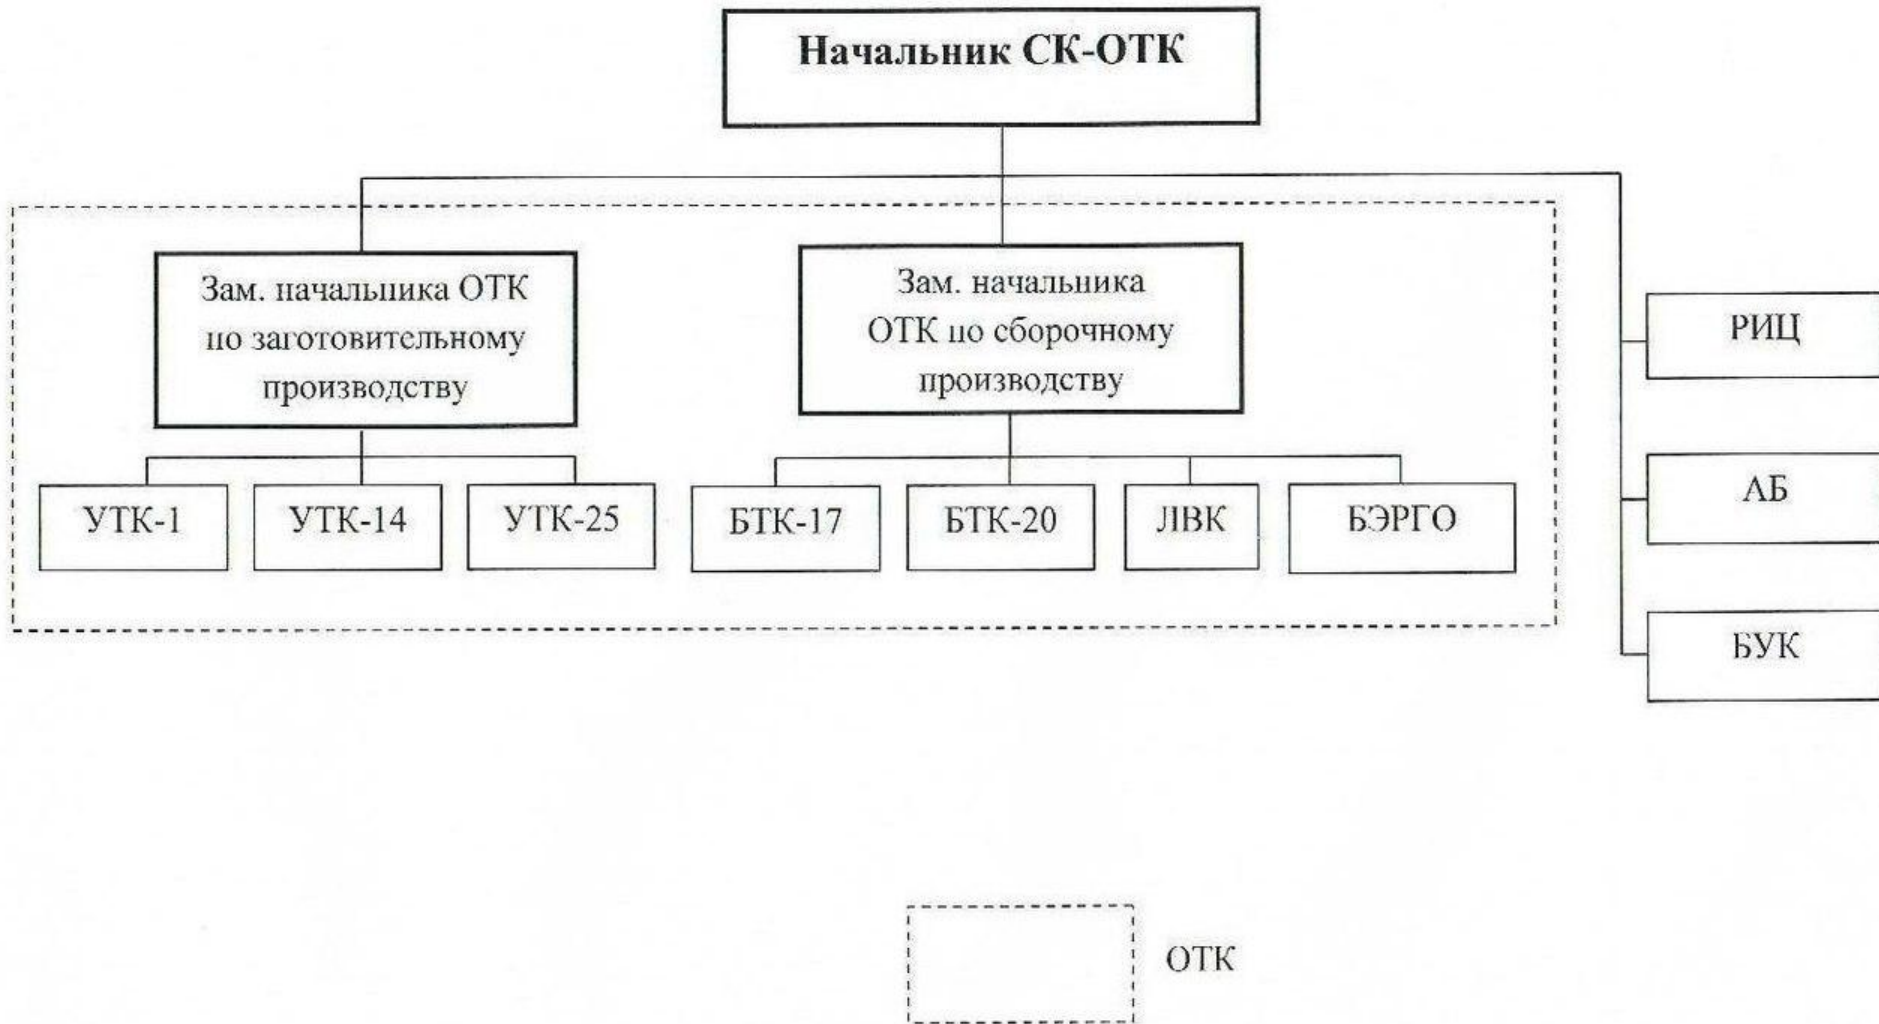 Начальник СК-ОТК
Зам. начальника ОТК
по заготовительному
производству
Зам. начальника
ОТК по сборочному
производству
РИЦ
АБ
БУК
УТК-1
УТК-14
УТК-25
БТК-17
БТК-20
ЛВК
БЭРГО
ОТК